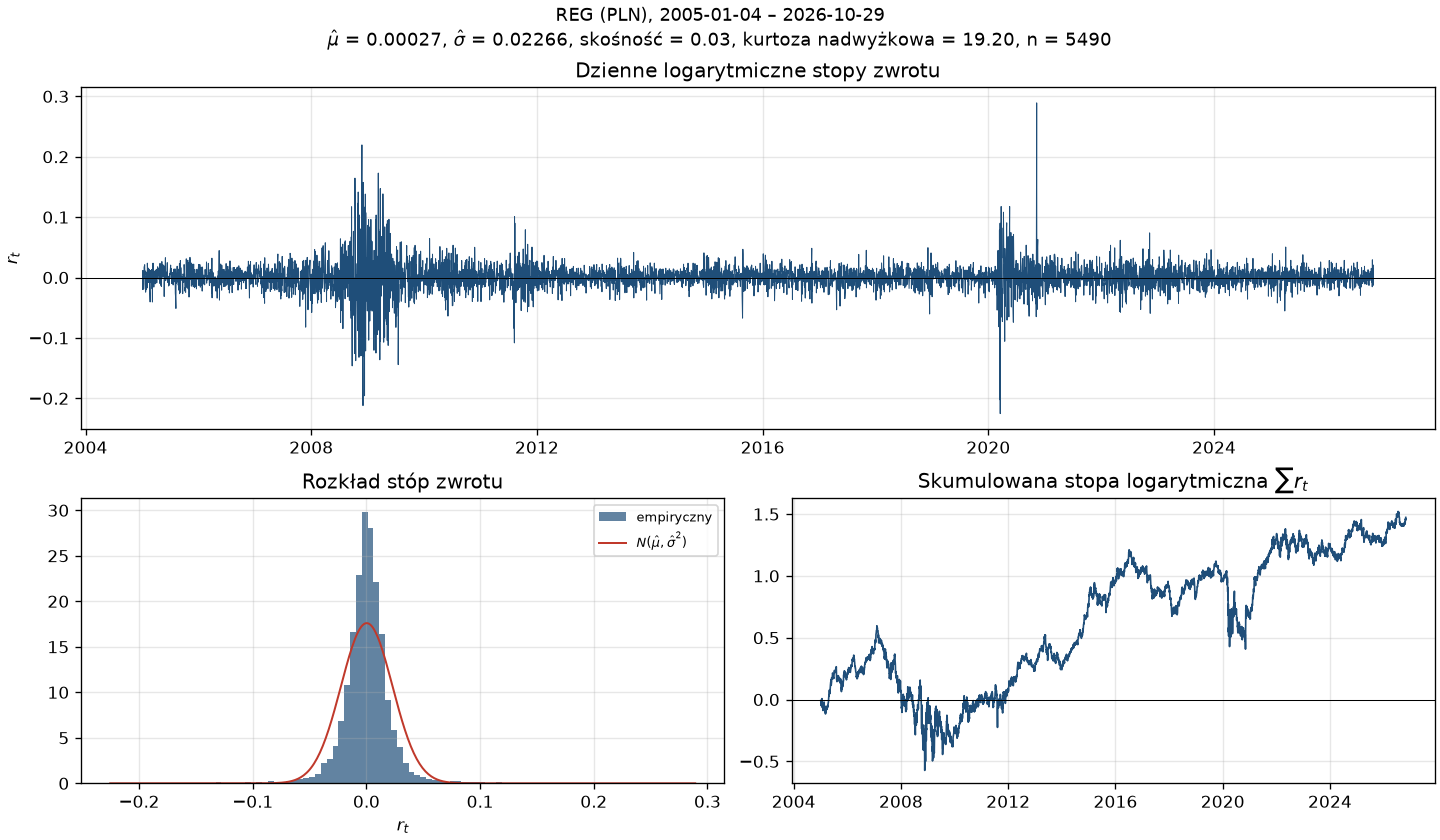 REG (PLN), 2005-01-04 – 2026-10-29
μ̂ = 0.00027, σ̂ = 0.02266, skośność = 0.03, kurtoza nadwyżkowa = 19.20, n = 5490
Dzienne logarytmiczne stopy zwrotu
0.3
0.2
0.1
0.0
−0.1
−0.2
r_t
2004 2008 2012 2016 2020 2024
Rozkład stóp zwrotu
30
25
20
15
10
5
0
empiryczny
N(μ̂, σ̂²)
−0.2 −0.1 0.0 0.1 0.2 0.3
r_t
Skumulowana stopa logarytmiczna ∑r_t
1.5
1.0
0.5
0.0
−0.5
2004 2008 2012 2016 2020 2024